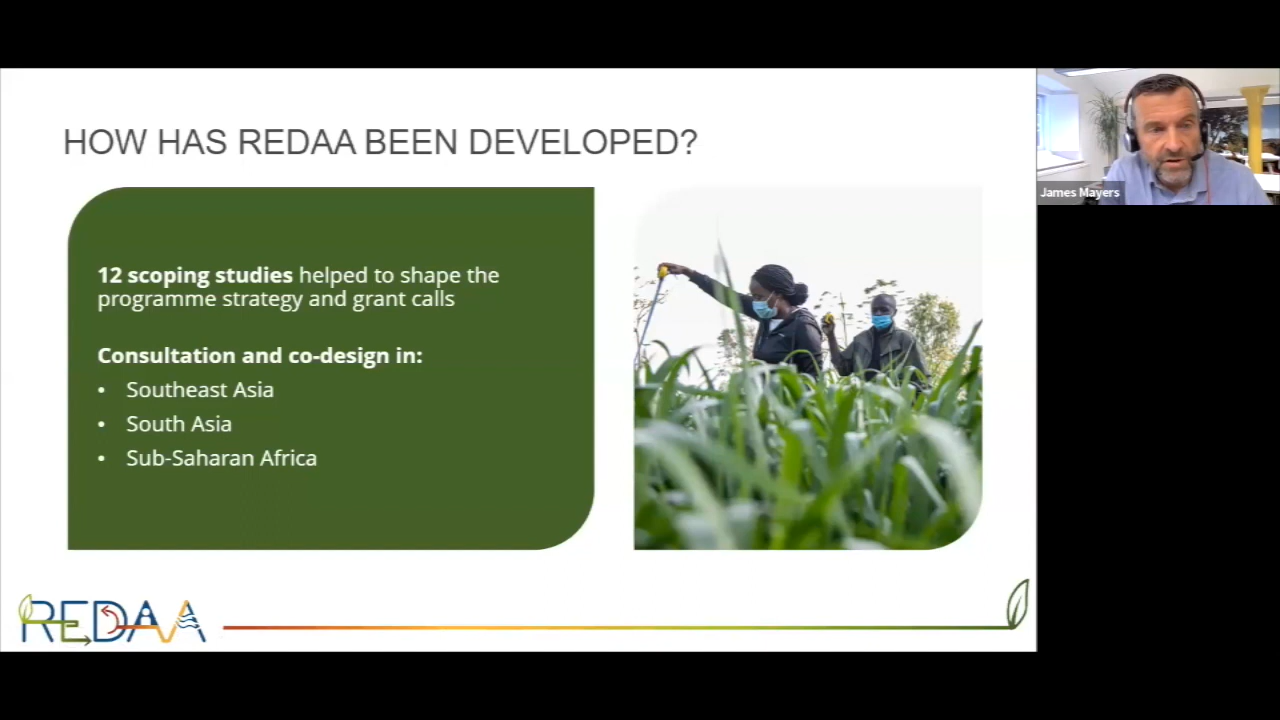 HOW HAS REDAA BEEN DEVELOPED?
12 scoping studies helped to shape the
programme strategy and grant calls
Consultation and co-design in:
• Southeast Asia
• South Asia
• Sub-Saharan Africa
REDAA
James Mayers